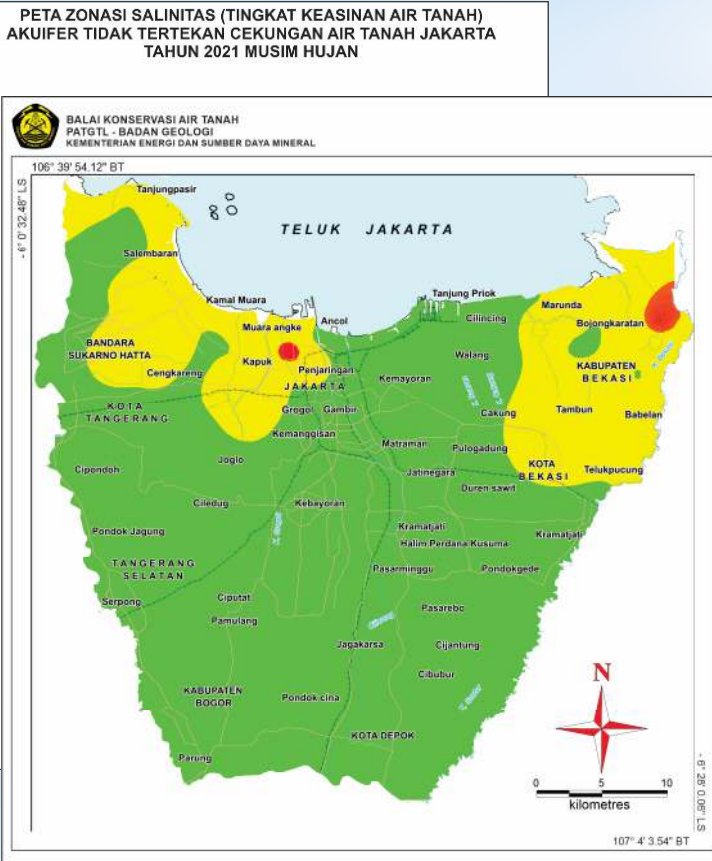 PETA ZONASI SALINITAS (TINGKAT KEASINAN AIR TANAH)
AKUIFER TIDAK TERTEKAN CEKUNGAN AIR TANAH JAKARTA
TAHUN 2021 MUSIM HUJAN
BALAI KONSERVASI AIR TANAH
PATGTL - BADAN GEOLOGI
KEMENTERIAN ENERGI DAN SUMBER DAYA MINERAL
106° 39' 54.12" BT
- 6° 0' 32.48" LS
Tanjungpasir
TELUK JAKARTA
Salembaran
Kamal Muara
Tanjung Priok
Marunda
Ancol
Cilincing
Muara angke
Bojongkaratan
BANDARA
SUKARNO HATTA
Walang
Kapuk
Cengkareng
Penjaringan
KABUPATEN
BEKASI
JAKARTA
Kemayoran
KOTA
TANGERANG
Grogol
Gambir
Cakung
Tambun
Babelan
Kemanggisan
Matraman
Pulogadung
Joglo
Cipondoh
Jatinegara
KOTA
BEKASI
Telukpucung
Duren sawit
Ciledug
Kebayoran
Pondok Jagung
Kramatjati
Kramatjati
Halim Perdana Kusuma
TANGERANG
SELATAN
Pasarminggu
Pondokgede
Serpong
Ciputat
Pasarebo
Pamulang
Jagakarsa
Cijantung
Cibubur
KABUPATEN
BOGOR
Pondok cina
KOTA DEPOK
Parung
N
0 5 10
kilometres
- 6° 28' 0.06" LS
107° 4' 3.54" BT